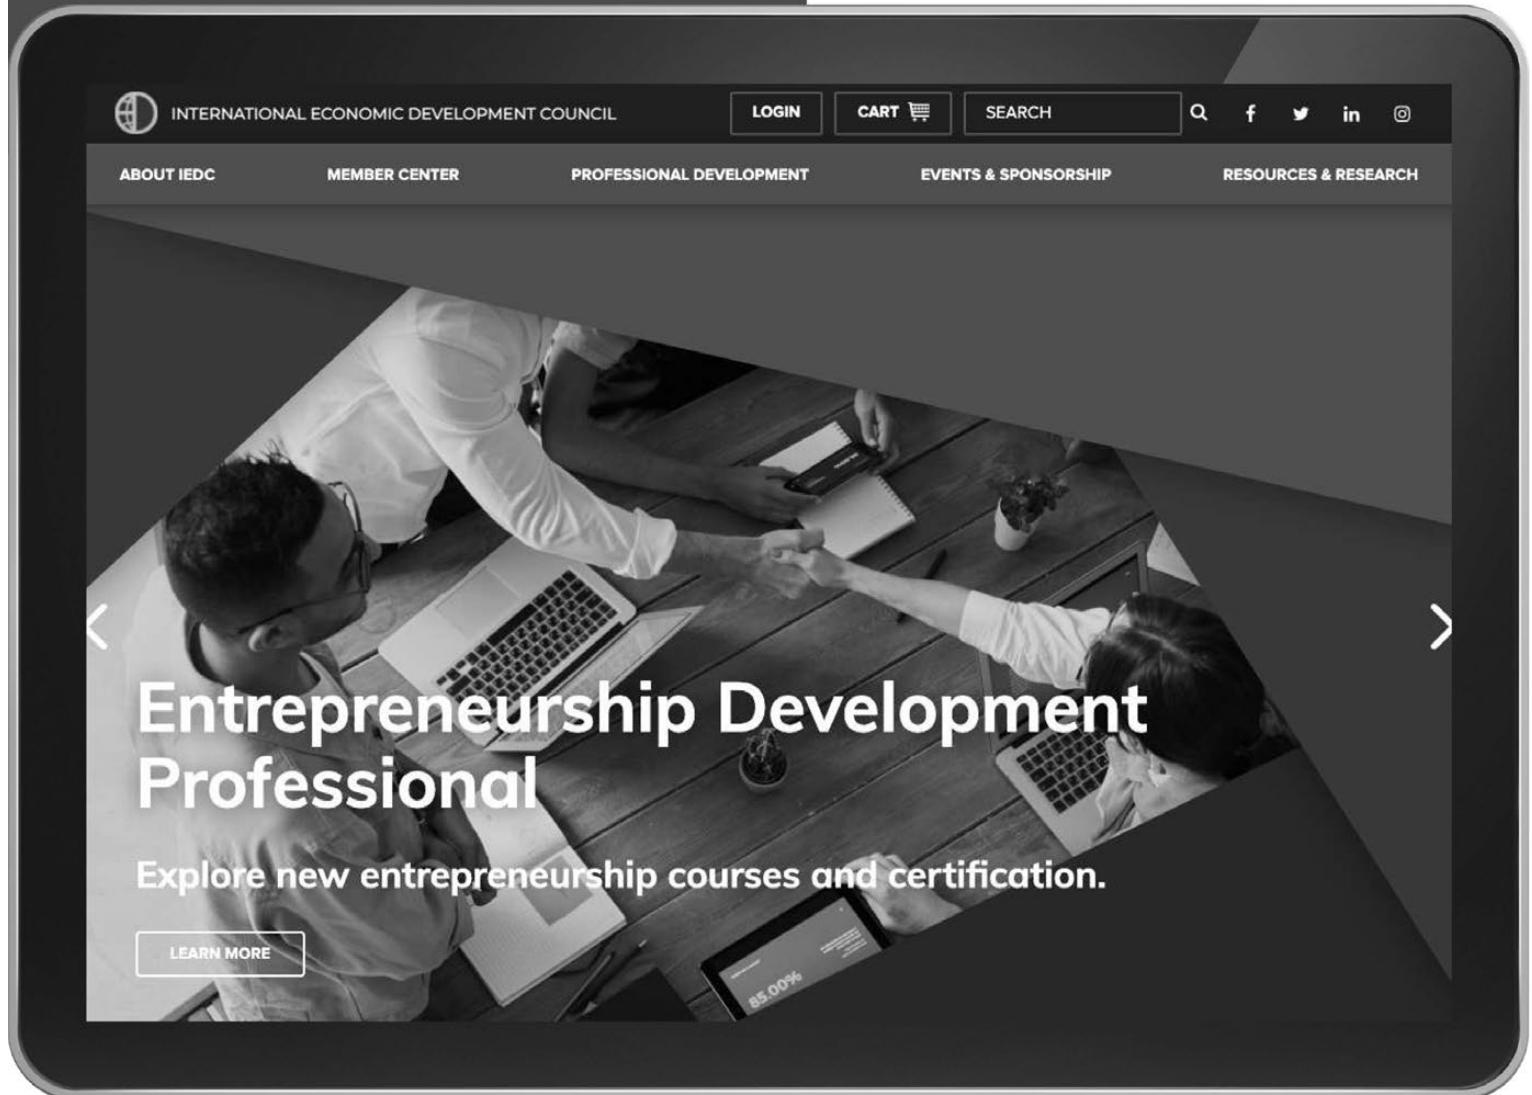 INTERNATIONAL ECONOMIC DEVELOPMENT COUNCIL
LOGIN
CART
SEARCH
f
in
ABOUT IEDC
MEMBER CENTER
PROFESSIONAL DEVELOPMENT
EVENTS & SPONSORSHIP
RESOURCES & RESEARCH
Entrepreneurship Development
Professional
Explore new entrepreneurship courses and certification.
LEARN MORE
85.00%